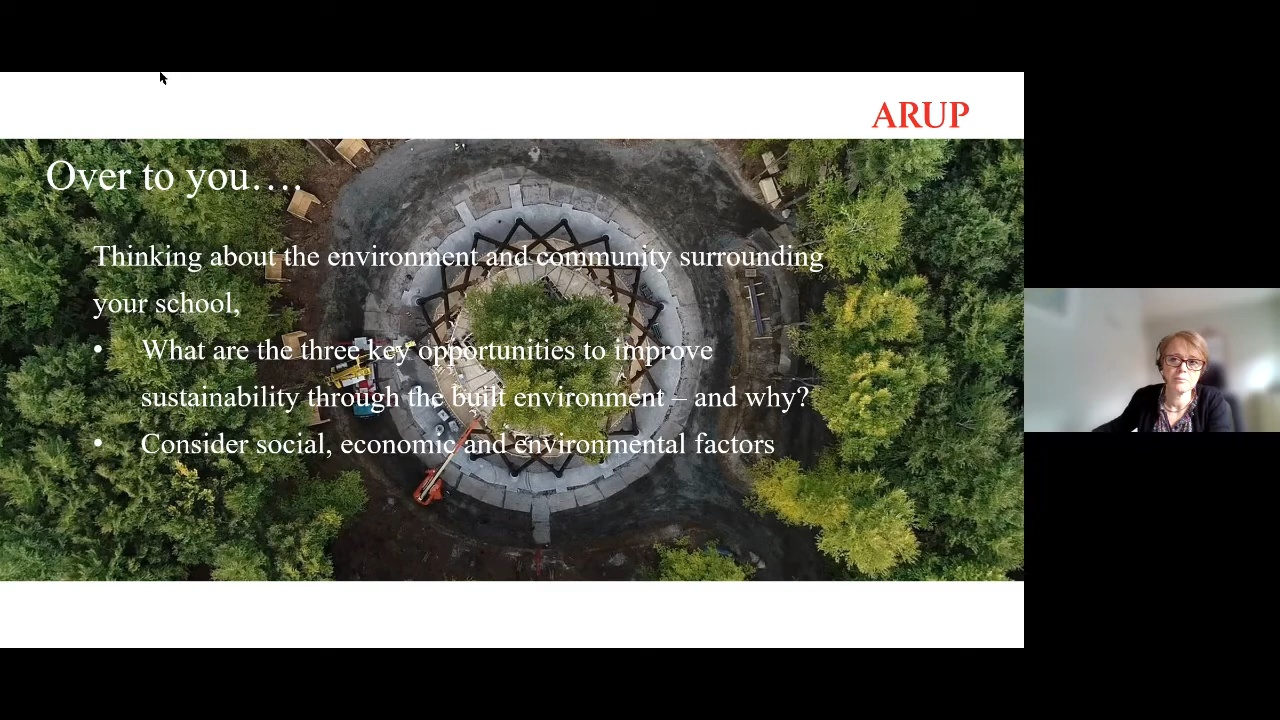 ARUP
Over to you….
Thinking about the environment and community surrounding
your school,
• What are the three key opportunities to improve
sustainability through the built environment – and why?
• Consider social, economic and environmental factors